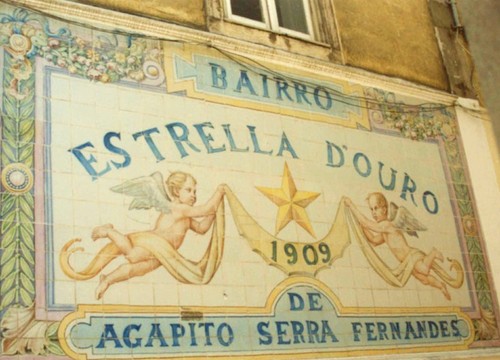 BAIRRO
ESTRELLA D'OURO
1909
DE
AGAPITO SERRA FERNANDES